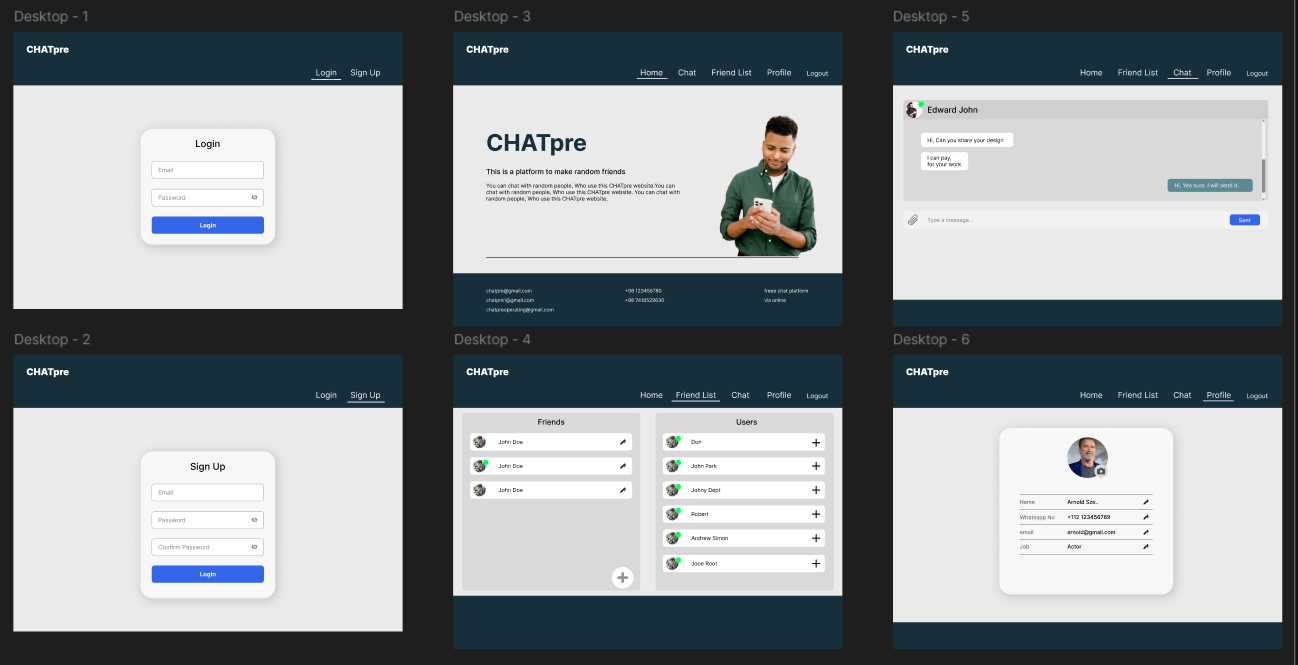 Desktop - 1
CHATpre
Login Sign Up
Login
Email
Password
Login
Desktop - 2
CHATpre
Login Sign Up
Sign Up
Email
Password
Confirm Password
Login
Desktop - 3
CHATpre
Home Chat Friend List Profile Logout
CHATpre
This is a platform to make random friends
You can chat with random people, Who use this CHATpre website.You can
chat with random people, Who use this CHATpre website. You can chat with
random people, Who use this CHATpre website.
chatpre@gmail.com +98 123456780 freee chat platform
chatpre1@gmail.com +98 7418529636 via online
chatpreoperating@gmail.com
Desktop - 4
CHATpre
Home Friend List Chat Profile Logout
Friends
John Doe
John Doe
John Doe
Users
Don
John Park
Johny Dept
Robert
Andrew Simon
Jooe Root
Desktop - 5
CHATpre
Home Friend List Chat Profile Logout
Edward John
Hi, Can you share your design
I can pay,
for your work
Hi, Yes sure. I will send it.
Type a message...
Sent
Desktop - 6
CHATpre
Home Friend List Chat Profile Logout
Name Arnold Sze..
Whatsapp No +112 123456789
email arnold@gmail.com
Job Actor